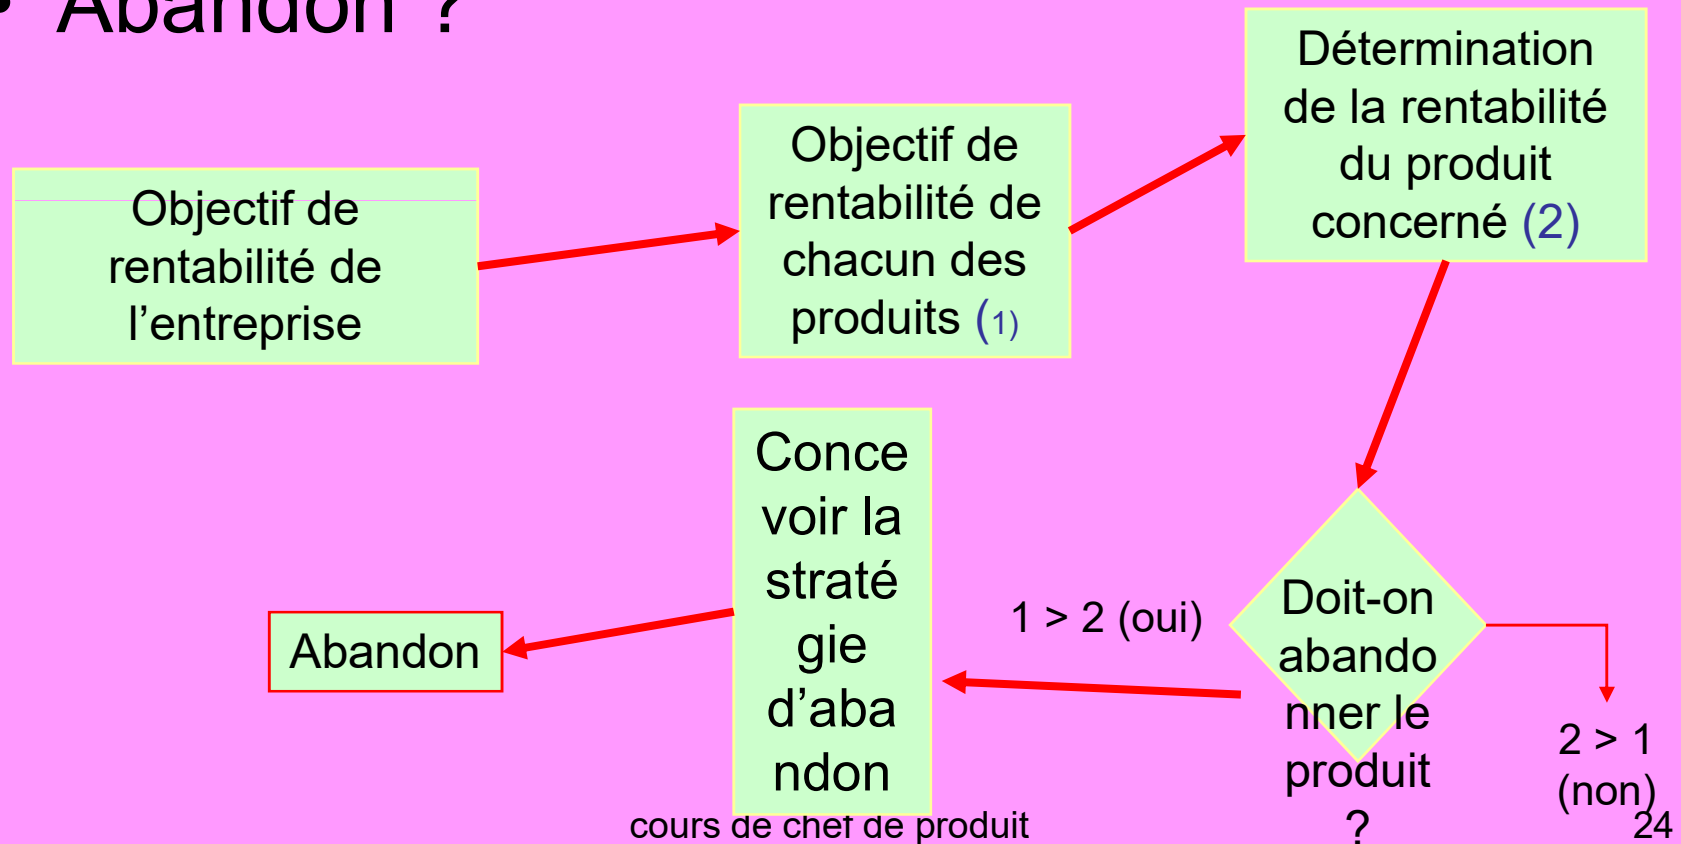 • Abandon ?
Objectif de
rentabilité de
l’entreprise
Objectif de
rentabilité de
chacun des
produits (1)
Détermination
de la rentabilité
du produit
concerné (2)
Doit-on
abando
nner le
produit
?
1 > 2 (oui)
2 > 1
(non)
Conce
voir la
straté
gie
d’aba
ndon
Abandon
cours de chef de produit
24